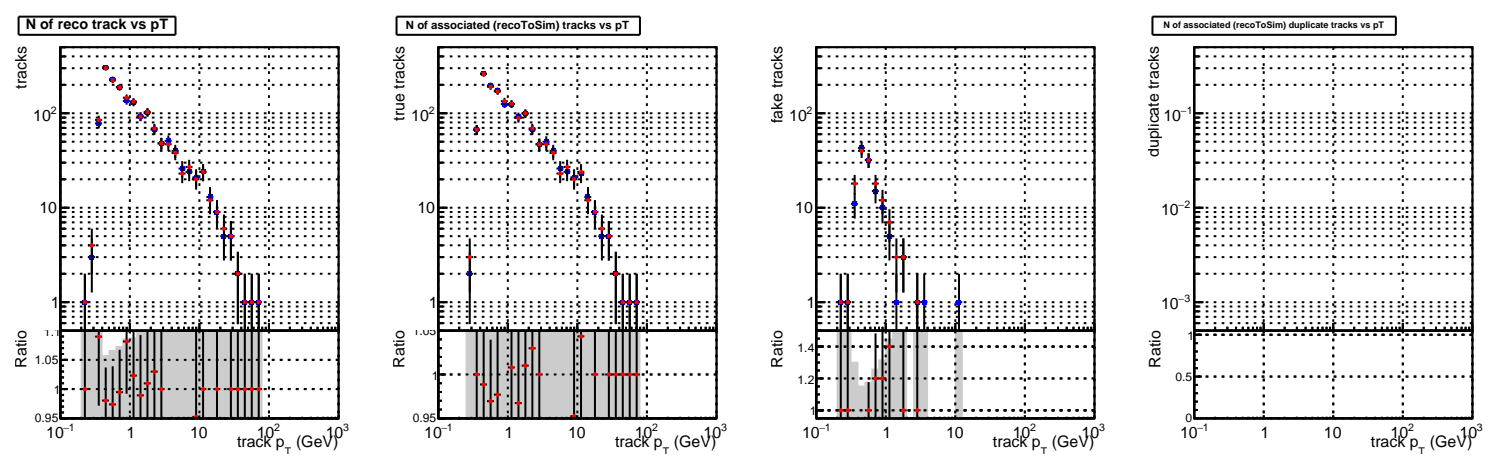 N of reco track vs pT
tracks
10²
10
1
Ratio
1.1
1.05
1
0.95
10⁻¹ 1 10 10² 10³
track p_T (GeV)
N of associated (recoToSim) tracks vs pT
true tracks
10²
10
1
Ratio
1.05
1
0.95
10⁻¹ 1 10 10² 10³
track p_T (GeV)
fake tracks
10²
10
1
Ratio
1.4
1.2
1
10⁻¹ 1 10 10² 10³
track p_T (GeV)
N of associated (recoToSim) duplicate tracks vs pT
duplicate tracks
10⁻¹
10⁻²
10⁻³
Ratio
1
0.5
0
10⁻¹ 1 10 10² 10³
track p_T (GeV)